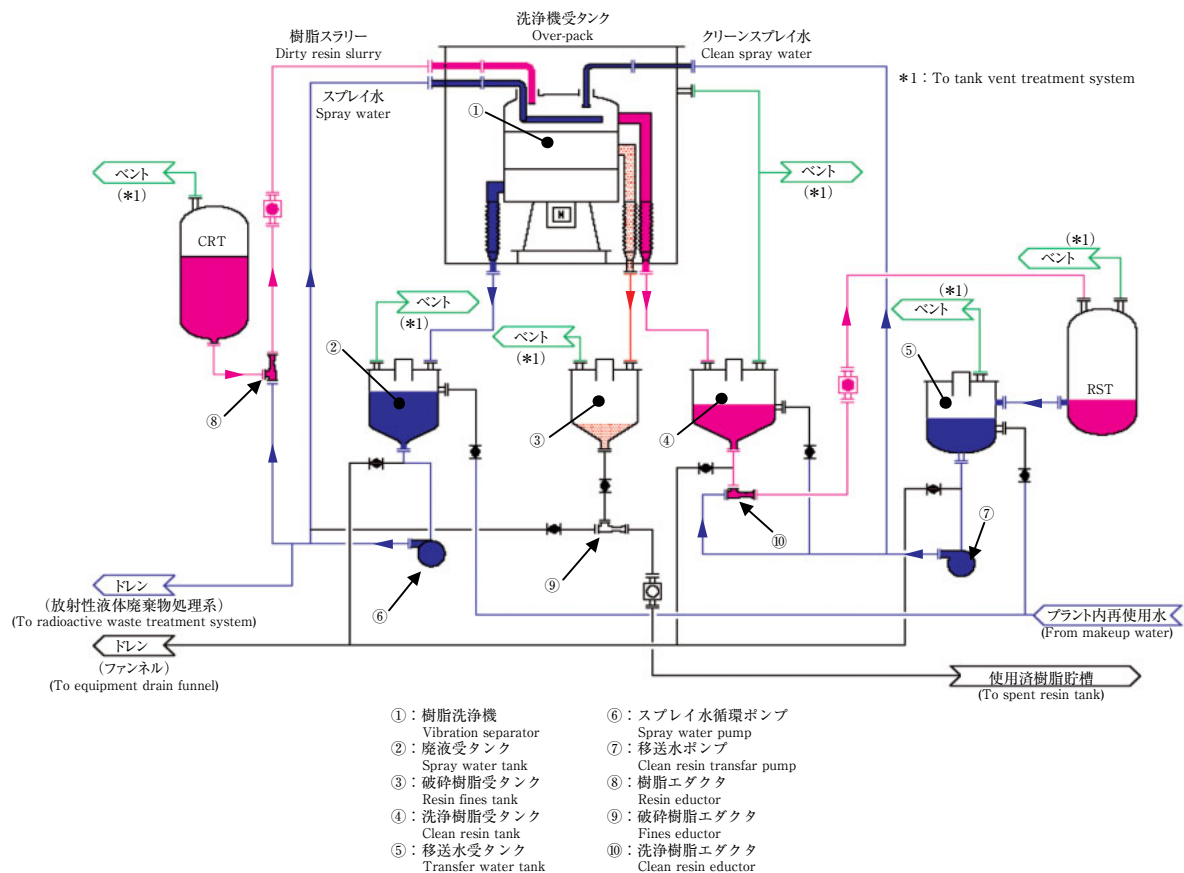 洗浄機受タンク
Over-pack
樹脂スラリー
Dirty resin slurry
クリーンスプレイ水
Clean spray water
*1：To tank vent treatment system
スプレイ水
Spray water
①
M
ベント
(*1)
ベント
(*1)
CRT
ベント
(*1)
ベント
(*1)
ベント
(*1)
ベント
(*1)
②
③
④
⑤
RST
⑧
⑦
⑩
⑨
⑥
ドレン
(放射性液体廃棄物処理系)
(To radioactive waste treatment system)
プラント内再使用水
(From makeup water)
ドレン
(ファンネル)
(To equipment drain funnel)
使用済樹脂貯槽
(To spent resin tank)
①：樹脂洗浄機
Vibration separator
②：廃液受タンク
Spray water tank
③：破砕樹脂受タンク
Resin fines tank
④：洗浄樹脂受タンク
Clean resin tank
⑤：移送水受タンク
Transfer water tank
⑥：スプレイ水循環ポンプ
Spray water pump
⑦：移送水ポンプ
Clean resin transfar pump
⑧：樹脂エダクタ
Resin eductor
⑨：破砕樹脂エダクタ
Fines eductor
⑩：洗浄樹脂エダクタ
Clean resin eductor